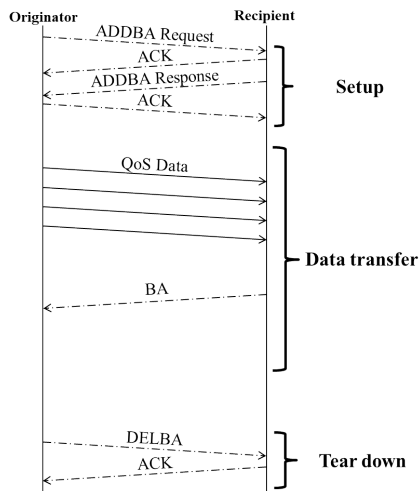 Originator Recipient
ADDBA Request
ACK
ADDBA Response
ACK
Setup
QoS Data
Data transfer
BA
DELBA
ACK
Tear down